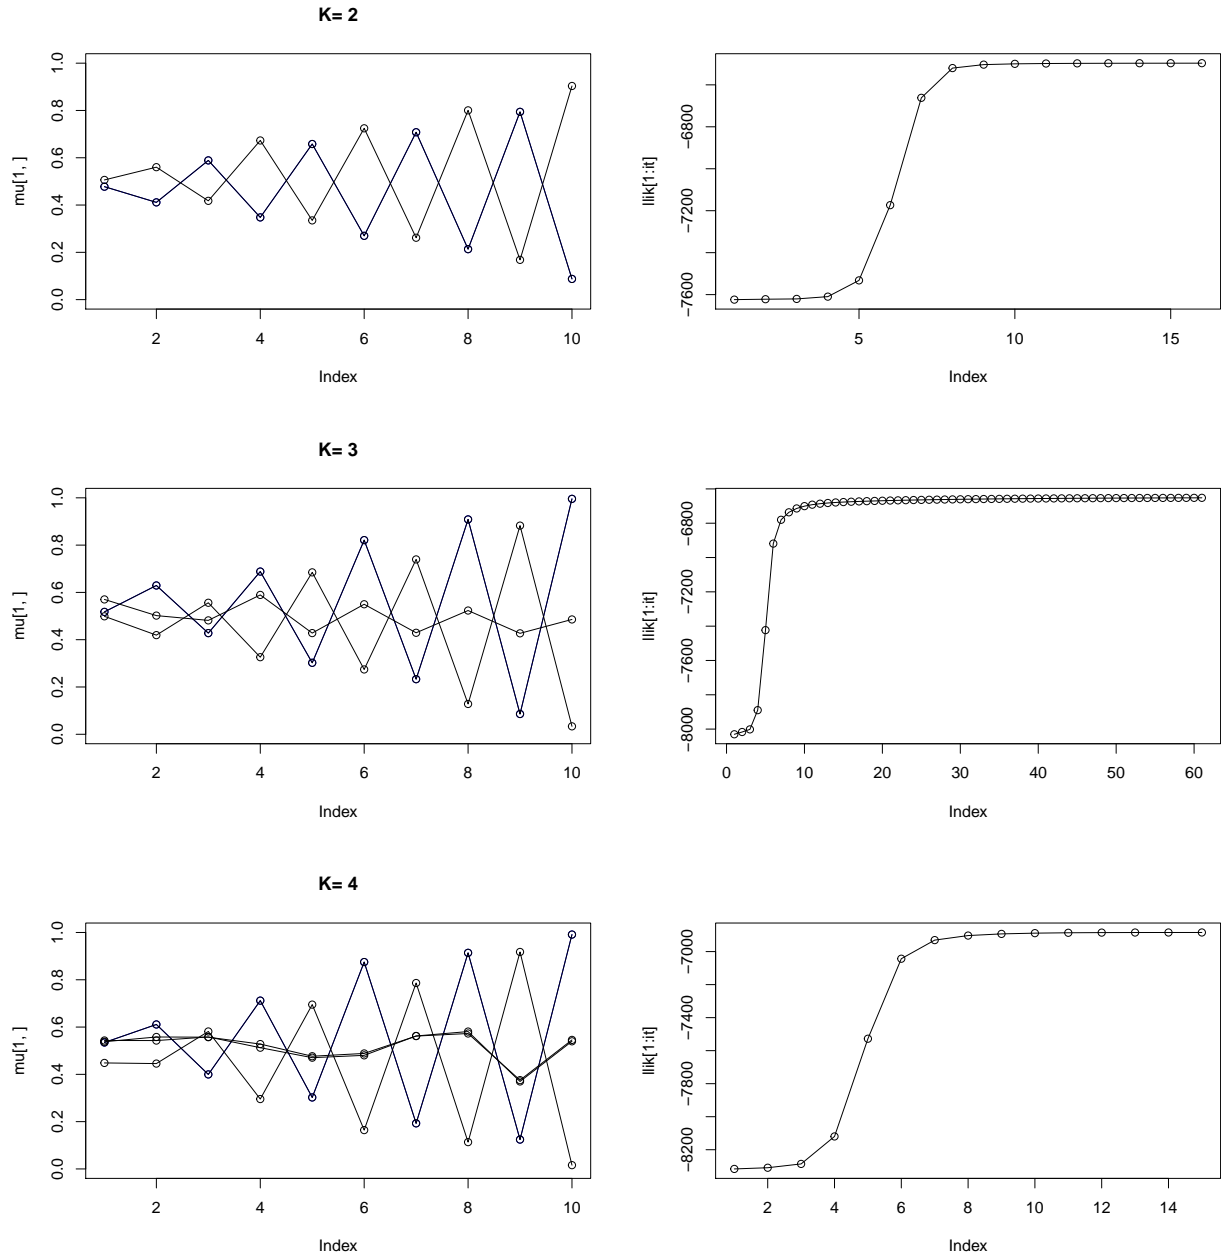 K= 2
mu[1, ]
0.0 0.2 0.4 0.6 0.8 1.0
2 4 6 8 10
Index
llik[1:it]
−7600 −7200 −6800
5 10 15
Index
K= 3
mu[1, ]
0.0 0.2 0.4 0.6 0.8 1.0
2 4 6 8 10
Index
llik[1:it]
−8000 −7600 −7200 −6800
0 10 20 30 40 50 60
Index
K= 4
mu[1, ]
0.0 0.2 0.4 0.6 0.8 1.0
2 4 6 8 10
Index
llik[1:it]
−8200 −7800 −7400 −7000
2 4 6 8 10 12 14
Index